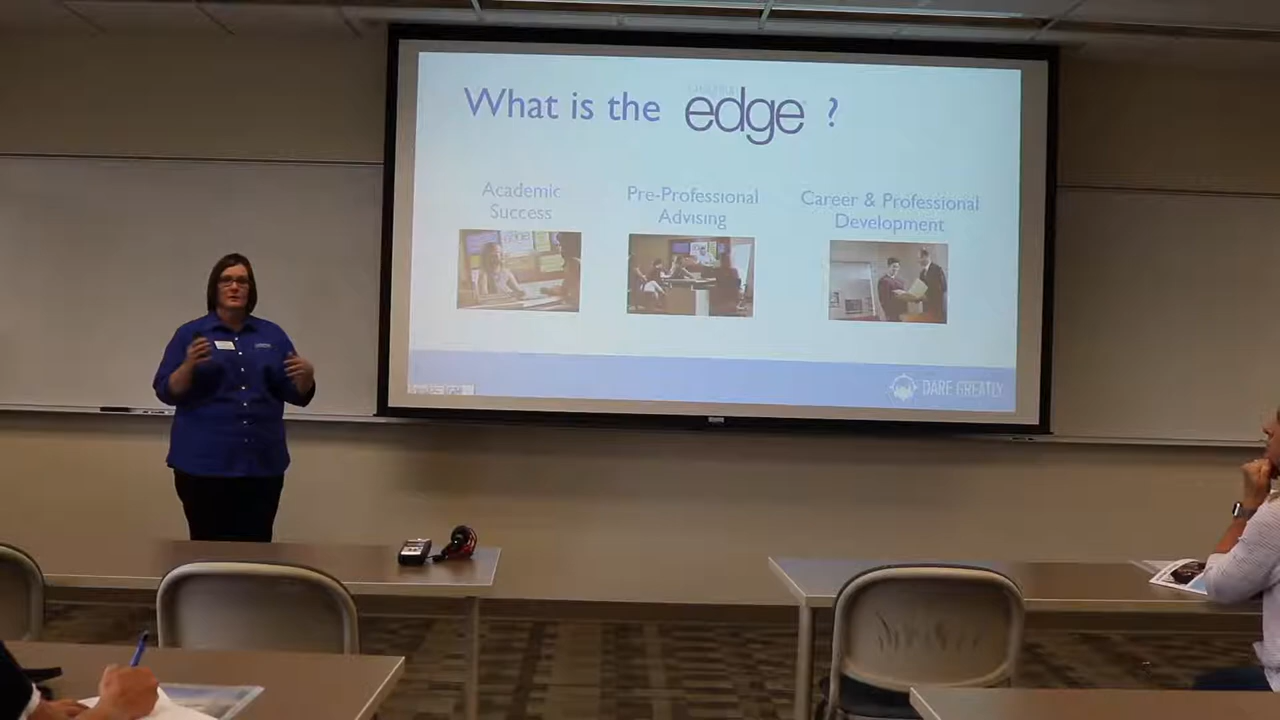 What is the edge ?
Academic
Success
Pre-Professional
Advising
Career & Professional
Development
DARE GREATLY